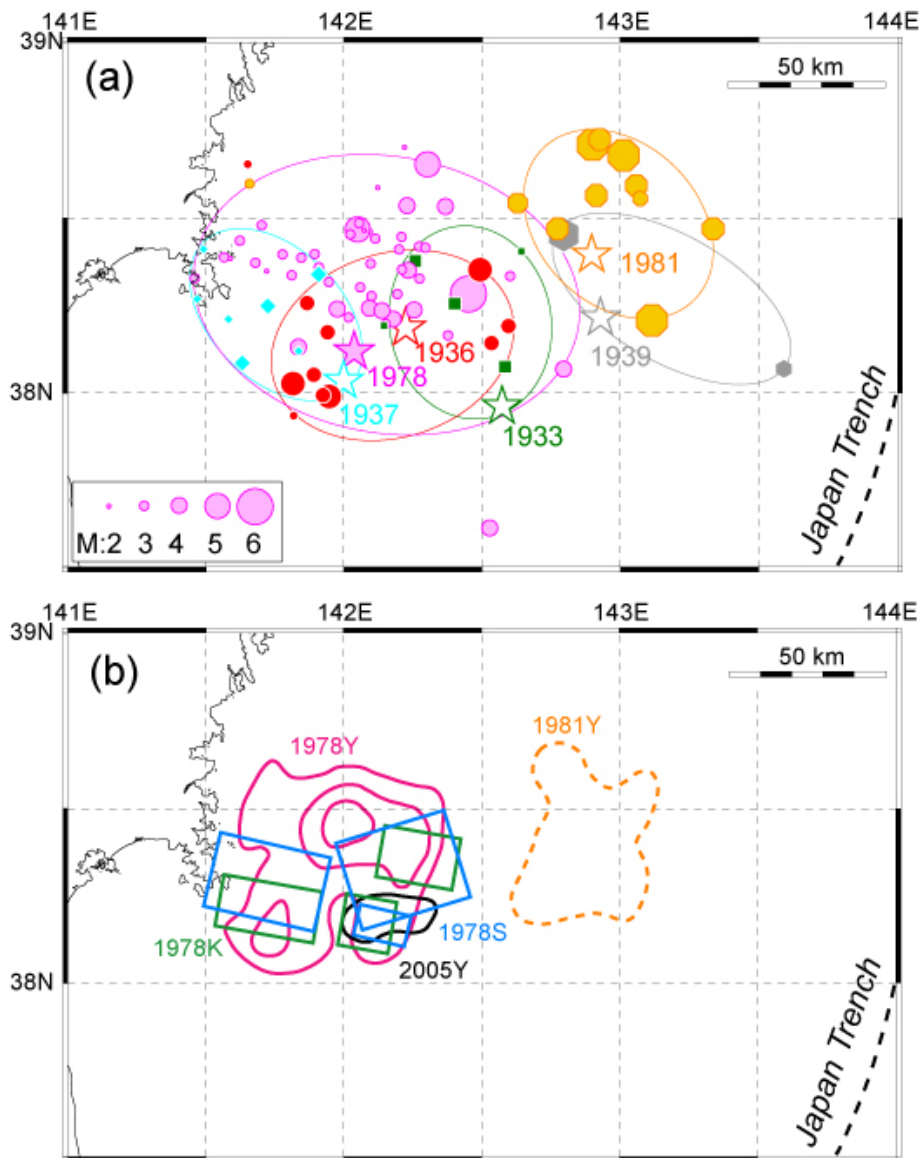 141E 142E 143E 144E
39N
(a)
50 km
1981
1939
1936
1978
1937
1933
38N
Japan Trench
M:2 3 4 5 6
141E 142E 143E 144E
39N
(b)
50 km
1978Y
1981Y
1978K
1978S
2005Y
38N
Japan Trench